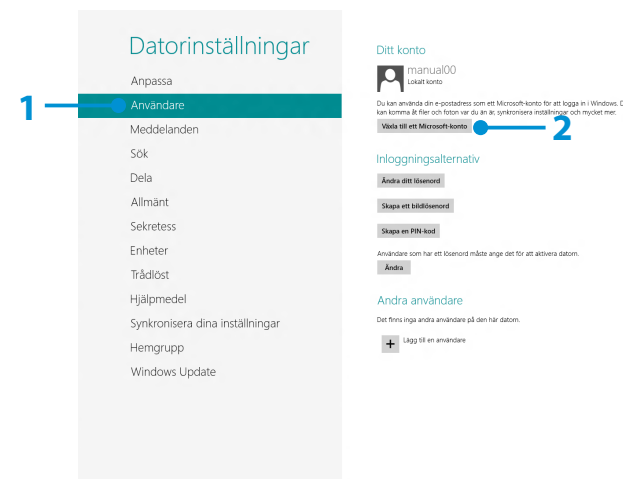 Datorinställningar
Anpassa
1
Användare
Meddelanden
Sök
Dela
Allmänt
Sekretess
Enheter
Trådlöst
Hjälpmedel
Synkronisera dina inställningar
Hemgrupp
Windows Update
Ditt konto
manual00
Lokalt konto
Du kan använda din e-postadress som ett Microsoft-konto för att logga in i Windows. D
kan komma åt filer och foton var du än är, synkronisera inställningar och mycket mer.
Växla till ett Microsoft-konto
2
Inloggningsalternativ
Ändra ditt lösenord
Skapa ett bildlösenord
Skapa en PIN-kod
Användare som har ett lösenord måste ange det för att aktivera datorn.
Ändra
Andra användare
Det finns inga andra användare på den här datorn.
+ Lägg till en användare